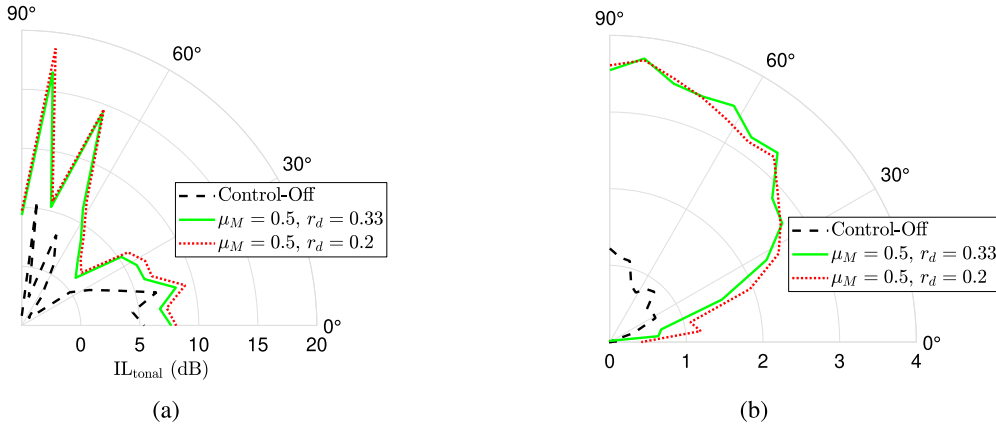 90°
60°
30°
0°
Control-Off
μ_M = 0.5, r_d = 0.33
μ_M = 0.5, r_d = 0.2
0 5 10 15 20
IL_tonal (dB)
(a)
90°
60°
30°
0°
Control-Off
μ_M = 0.5, r_d = 0.33
μ_M = 0.5, r_d = 0.2
0 1 2 3 4
(b)